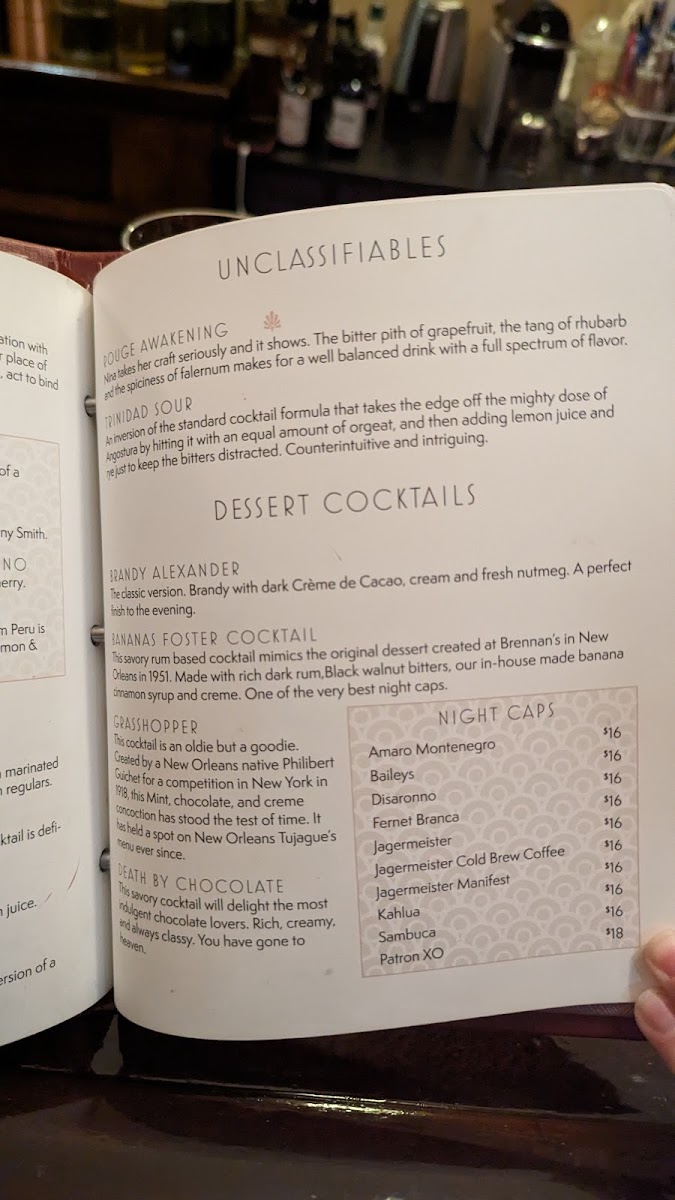 ation with
place of
, act to bind
of a
ny Smith.
NO
erry.
m Peru is
mon &
marinated
regulars.
ktail is defi-
juice.
ersion of a
UNCLASSIFIABLES
ROUGE AWAKENING
Nina takes her craft seriously and it shows. The bitter pith of grapefruit, the tang of rhubarb
and the spiciness of falernum makes for a well balanced drink with a full spectrum of flavor.
TRINIDAD SOUR
An inversion of the standard cocktail formula that takes the edge off the mighty dose of
Angostura by hitting it with an equal amount of orgeat, and then adding lemon juice and
rye just to keep the bitters distracted. Counterintuitive and intriguing.
DESSERT COCKTAILS
BRANDY ALEXANDER
The classic version. Brandy with dark Crème de Cacao, cream and fresh nutmeg. A perfect
finish to the evening.
BANANAS FOSTER COCKTAIL
This savory rum based cocktail mimics the original dessert created at Brennan's in New
Orleans in 1951. Made with rich dark rum,Black walnut bitters, our in-house made banana
cinnamon syrup and creme. One of the very best night caps.
GRASSHOPPER
This cocktail is an oldie but a goodie.
Created by a New Orleans native Philibert
Guichet for a competition in New York in
1918, this Mint, chocolate, and creme
concoction has stood the test of time. It
has held a spot on New Orleans Tujague's
menu ever since.
DEATH BY CHOCOLATE
This savory cocktail will delight the most
indulgent chocolate lovers. Rich, creamy,
and always classy. You have gone to
heaven.
NIGHT CAPS
Amaro Montenegro $16
Baileys $16
Disaronno $16
Fernet Branca $16
Jagermeister $16
Jagermeister Cold Brew Coffee $16
Jagermeister Manifest $16
Kahlua $16
Sambuca $16
Patron XO $18